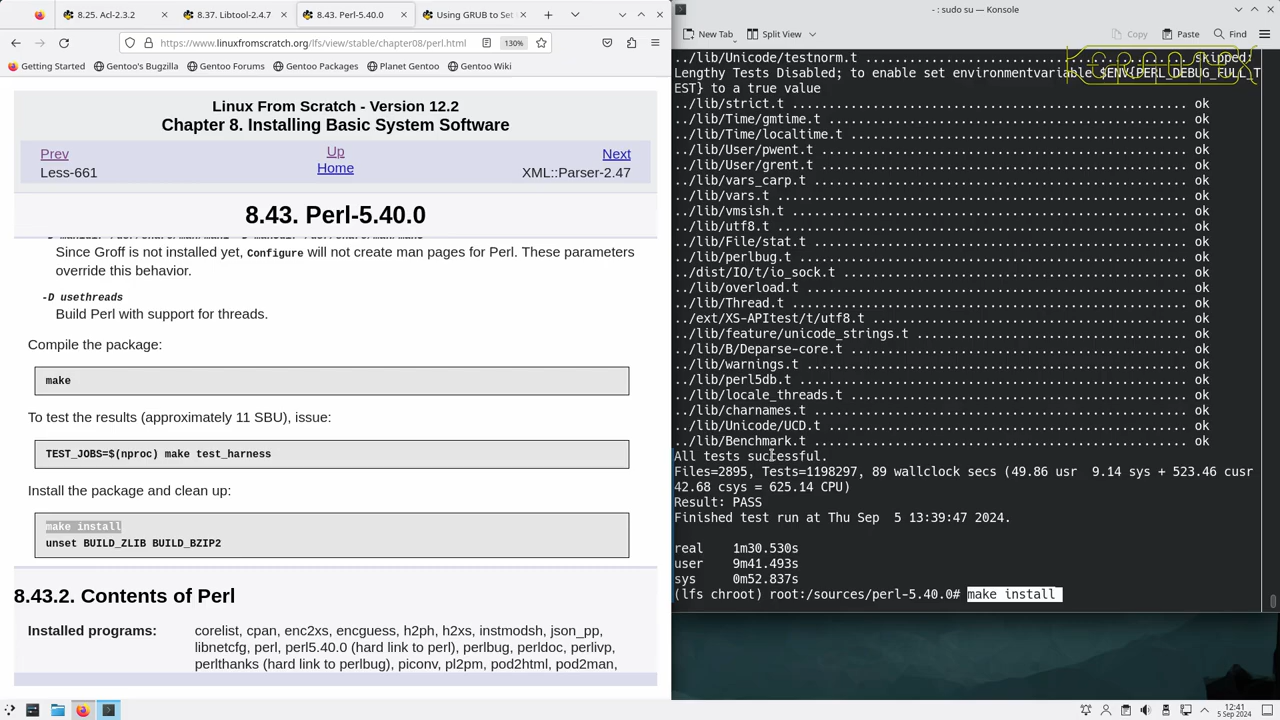 8.25. Acl-2.3.2
8.37. Libtool-2.4.7
8.43. Perl-5.40.0
Using GRUB to Set
https://www.linuxfromscratch.org/lfs/view/stable/chapter08/perl.html
130%
Getting Started
Gentoo's Bugzilla
Gentoo Forums
Gentoo Packages
Planet Gentoo
Gentoo Wiki
Linux From Scratch - Version 12.2
Chapter 8. Installing Basic System Software
Prev
Up
Next
Less-661
Home
XML::Parser-2.47
8.43. Perl-5.40.0
Since Groff is not installed yet, Configure will not create man pages for Perl. These parameters
override this behavior.
-D usethreads
Build Perl with support for threads.
Compile the package:
make
To test the results (approximately 11 SBU), issue:
TEST_JOBS=$(nproc) make test_harness
Install the package and clean up:
make install
unset BUILD_ZLIB BUILD_BZIP2
8.43.2. Contents of Perl
Installed programs:
corelist, cpan, enc2xs, encguess, h2ph, h2xs, instmodsh, json_pp,
libnetcfg, perl, perl5.40.0 (hard link to perl), perlbug, perldoc, perlivp,
perlthanks (hard link to perlbug), piconv, pl2pm, pod2html, pod2man,
- : sudo su — Konsole
New Tab
Split View
Copy
Paste
Find
../lib/Unicode/testnorm.t ............................................... skipped:
Lengthy Tests Disabled; to enable set environmentvariable $ENV{PERL_DEBUG_FULL_T
EST} to a true value
../lib/strict.t ................................................... ok
../lib/Time/gmtime.t .............................................. ok
../lib/Time/localtime.t ........................................... ok
../lib/User/pwent.t ............................................... ok
../lib/User/grent.t ............................................... ok
../lib/vars_carp.t ................................................ ok
../lib/vars.t ..................................................... ok
../lib/vmsish.t ................................................... ok
../lib/utf8.t ..................................................... ok
../lib/File/stat.t ................................................ ok
../lib/perlbug.t .................................................. ok
../dist/IO/t/io_sock.t ............................................ ok
../lib/overload.t ................................................. ok
../lib/Thread.t ................................................... ok
../ext/XS-APItest/t/utf8.t ........................................ ok
../lib/feature/unicode_strings.t .................................. ok
../lib/B/Deparse-core.t ........................................... ok
../lib/warnings.t ................................................. ok
../lib/perl5db.t .................................................. ok
../lib/locale_threads.t ........................................... ok
../lib/charnames.t ................................................ ok
../lib/Unicode/UCD.t .............................................. ok
../lib/Benchmark.t ................................................ ok
All tests successful.
Files=2895, Tests=1198297, 89 wallclock secs (49.86 usr  9.14 sys + 523.46 cusr
42.68 csys = 625.14 CPU)
Result: PASS
Finished test run at Thu Sep  5 13:39:47 2024.
real    1m30.530s
user    9m41.493s
sys     0m52.837s
(lfs chroot) root:/sources/perl-5.40.0# make install
12:41
5 Sep 2024